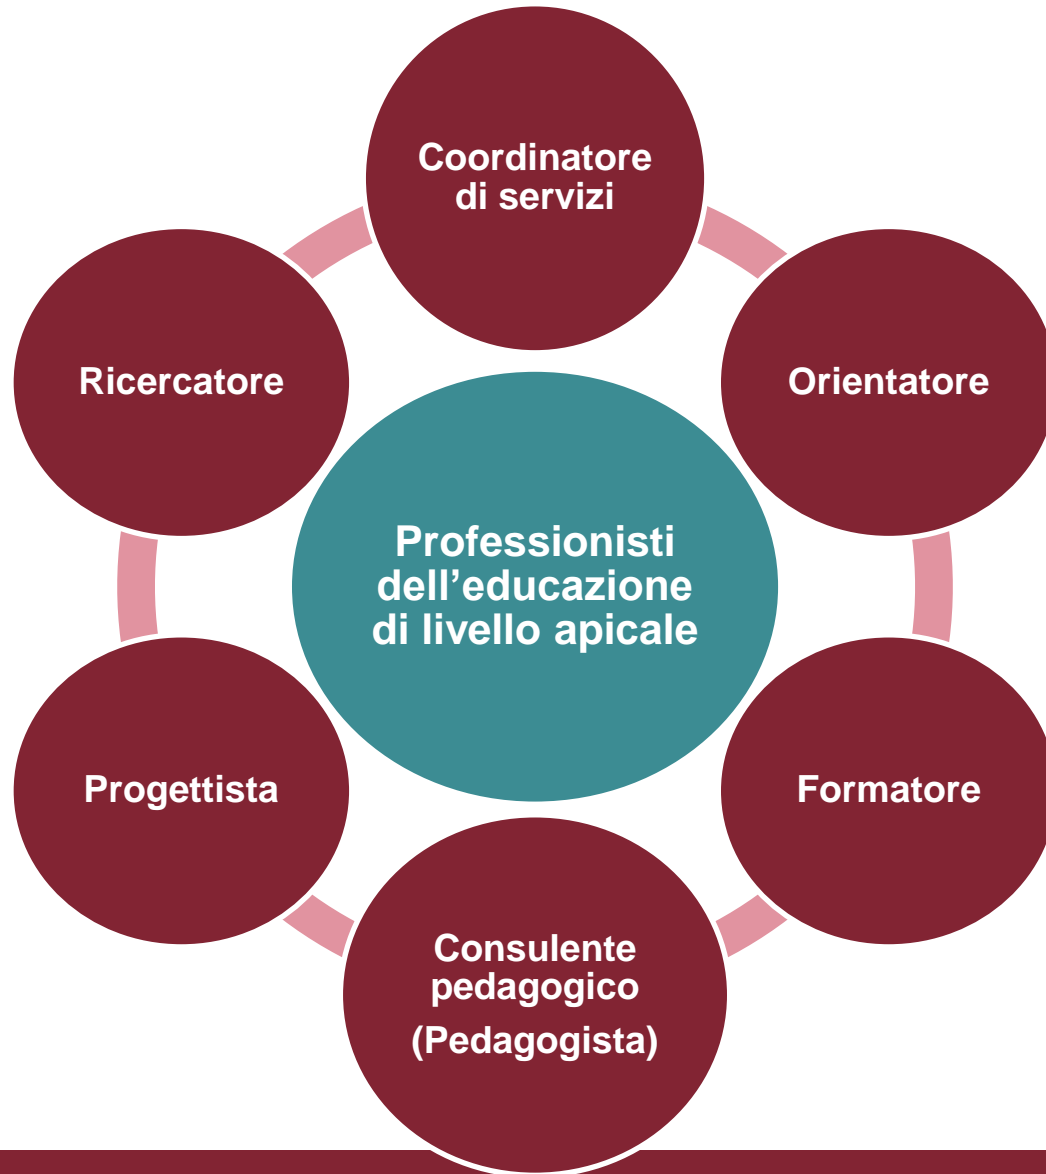 Coordinatore
di servizi
Orientatore
Formatore
Consulente
pedagogico
(Pedagogista)
Progettista
Ricercatore
Professionisti
dell’educazione
di livello apicale